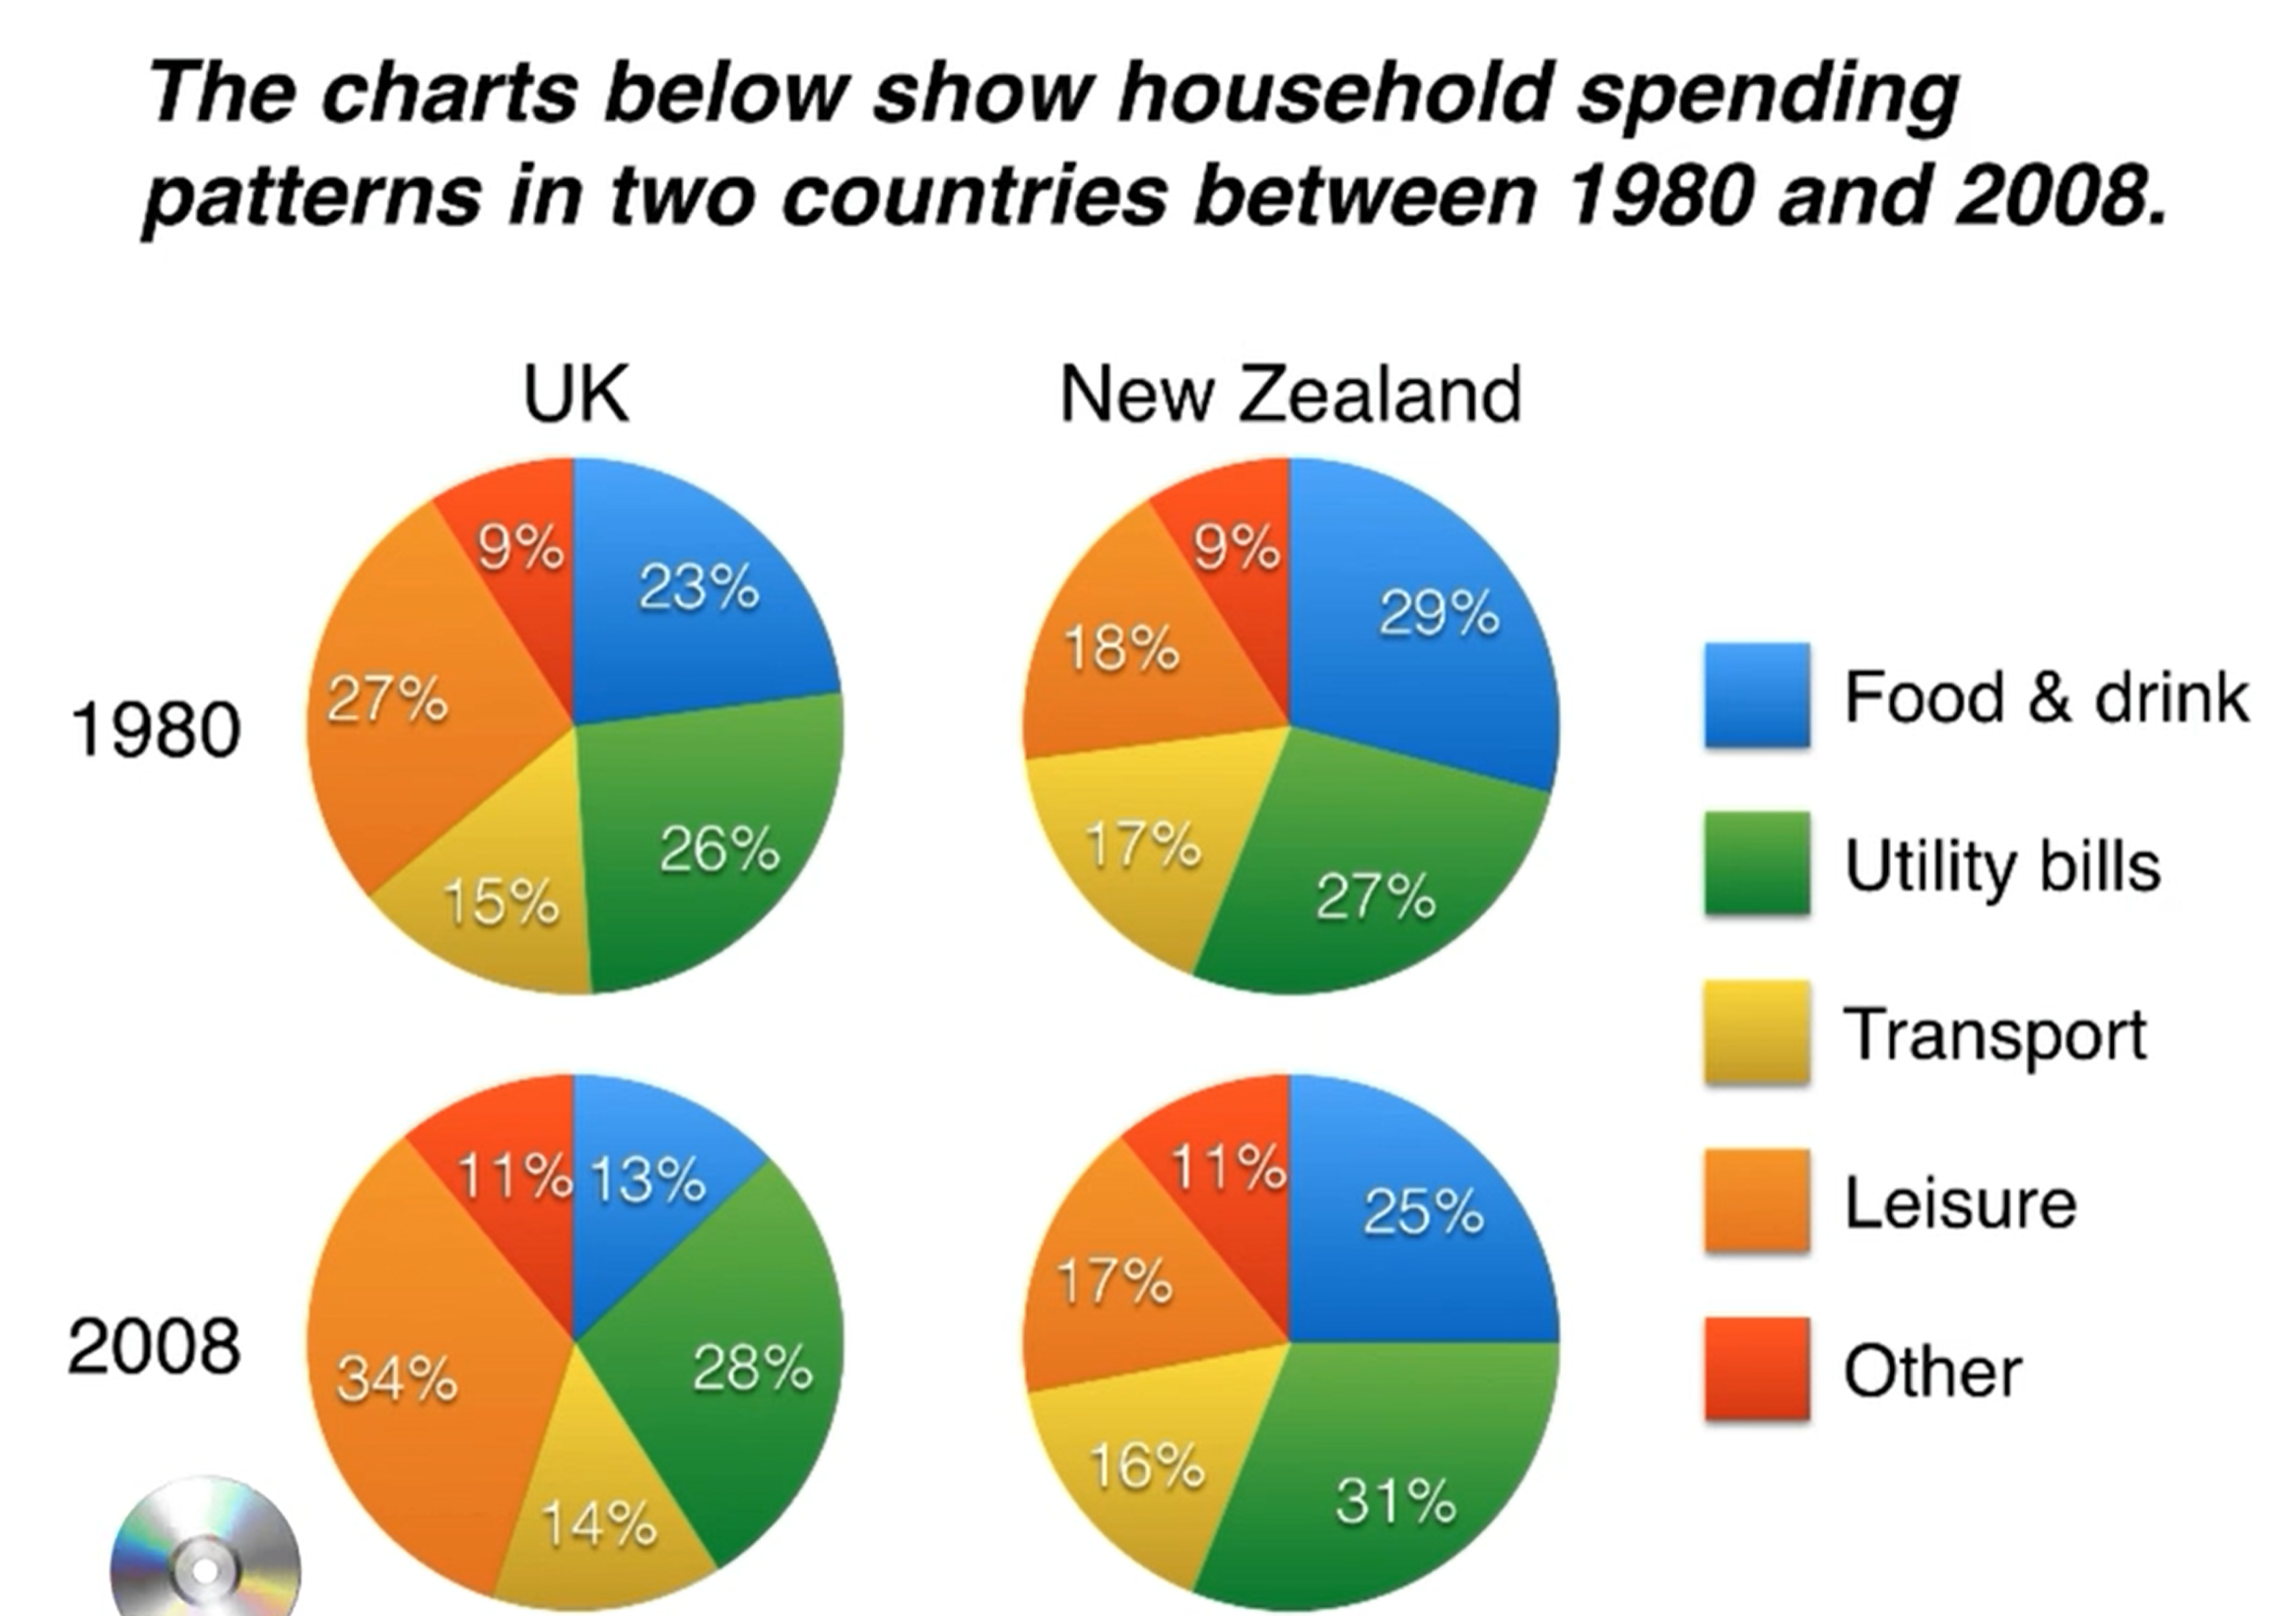 The charts below show household spending
patterns in two countries between 1980 and 2008.
UK
New Zealand
1980
9%
23%
27%
26%
15%
9%
29%
18%
17%
27%
2008
11%
13%
34%
28%
14%
11%
25%
17%
16%
31%
Food & drink
Utility bills
Transport
Leisure
Other